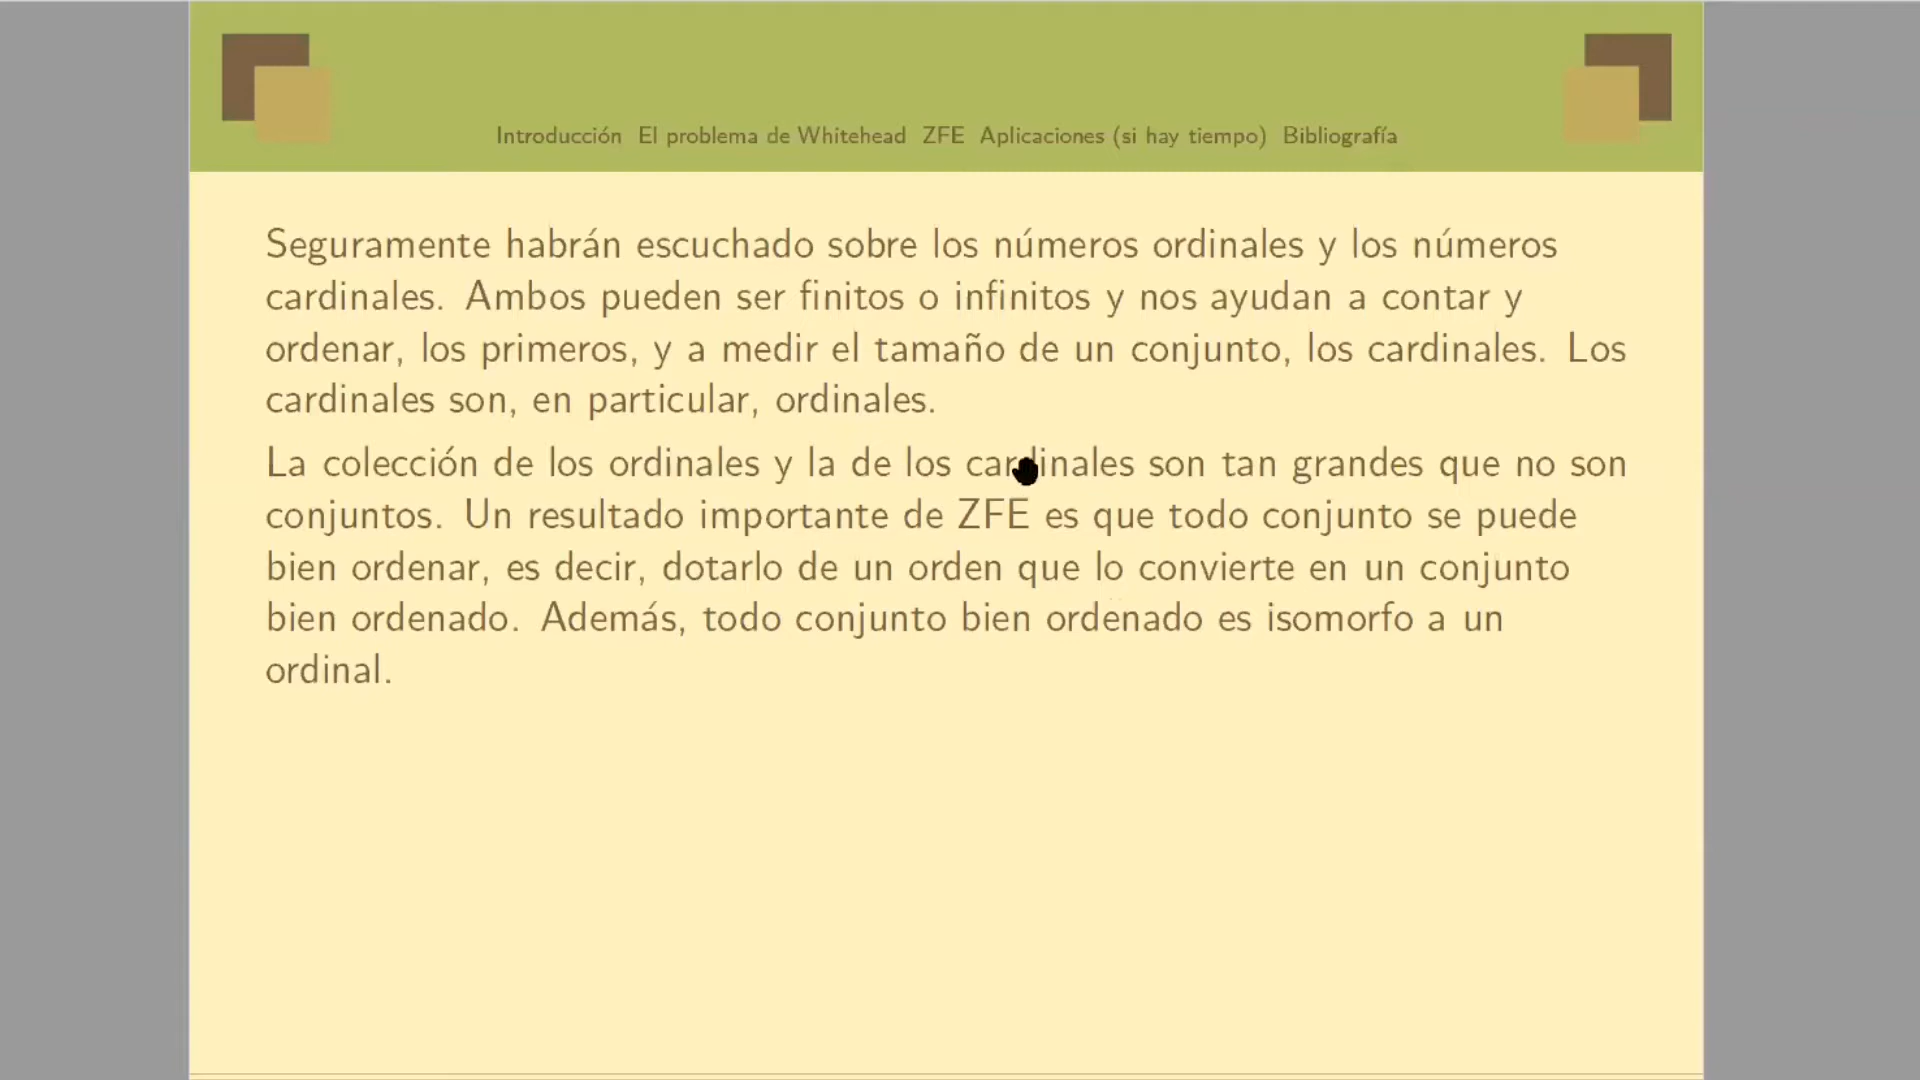 Introducción El problema de Whitehead ZFE Aplicaciones (si hay tiempo) Bibliografía
Seguramente habrán escuchado sobre los números ordinales y los números
cardinales. Ambos pueden ser finitos o infinitos y nos ayudan a contar y
ordenar, los primeros, y a medir el tamaño de un conjunto, los cardinales. Los
cardinales son, en particular, ordinales.
La colección de los ordinales y la de los cardinales son tan grandes que no son
conjuntos. Un resultado importante de ZFE es que todo conjunto se puede
bien ordenar, es decir, dotarlo de un orden que lo convierte en un conjunto
bien ordenado. Además, todo conjunto bien ordenado es isomorfo a un
ordinal.